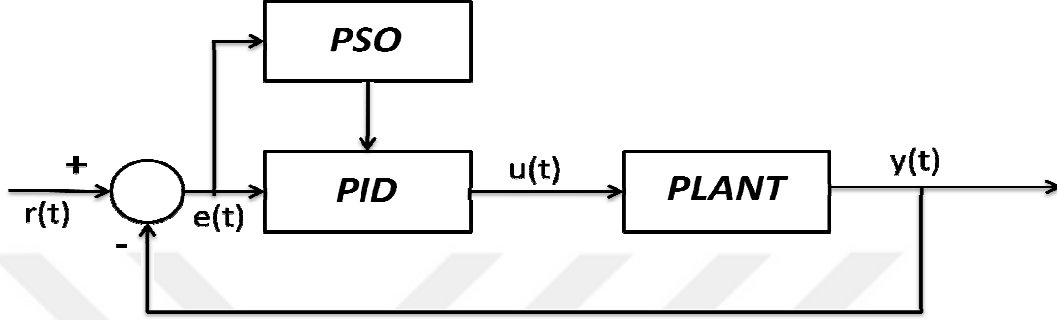 PSO
+
r(t)
-
e(t)
PID
u(t)
PLANT
y(t)